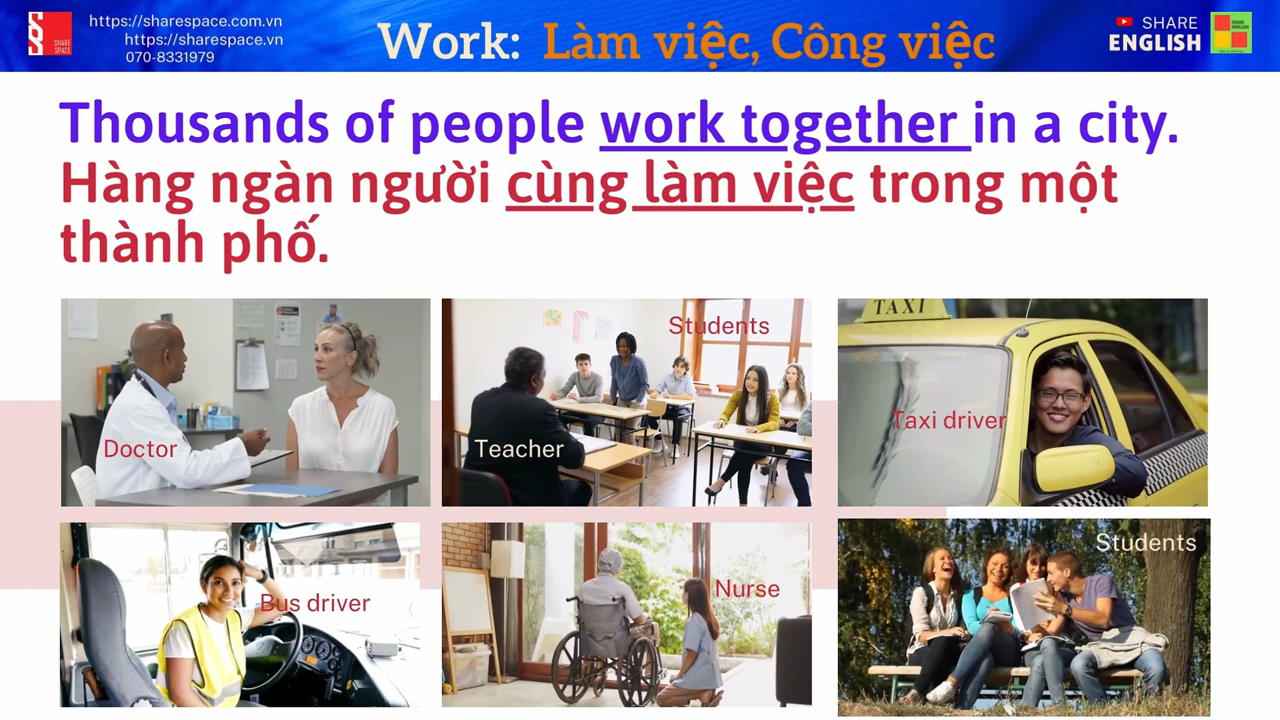 https://sharespace.com.vn
https://sharespace.vn
070-8331979
SHARE
SPACE
Work: Làm việc, Công việc
SHARE
ENGLISH
Thousands of people work together in a city.
Hàng ngàn người cùng làm việc trong một
thành phố.
Doctor
Teacher
Students
TAXI
Taxi driver
Bus driver
Nurse
Students